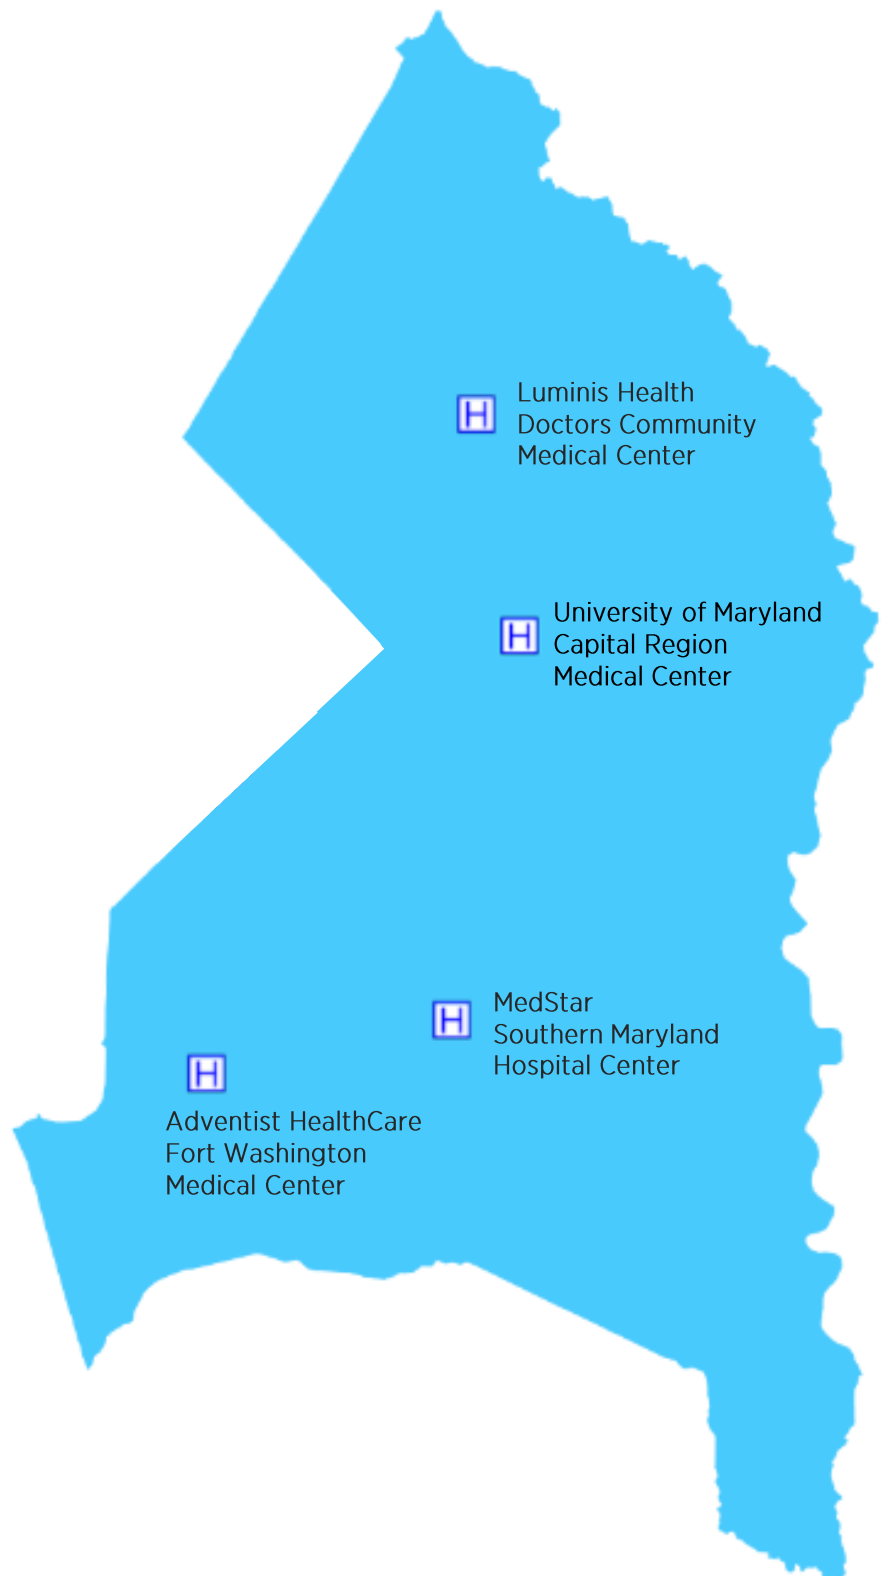 H
Luminis Health
Doctors Community
Medical Center
H
University of Maryland
Capital Region
Medical Center
H
MedStar
Southern Maryland
Hospital Center
H
Adventist HealthCare
Fort Washington
Medical Center